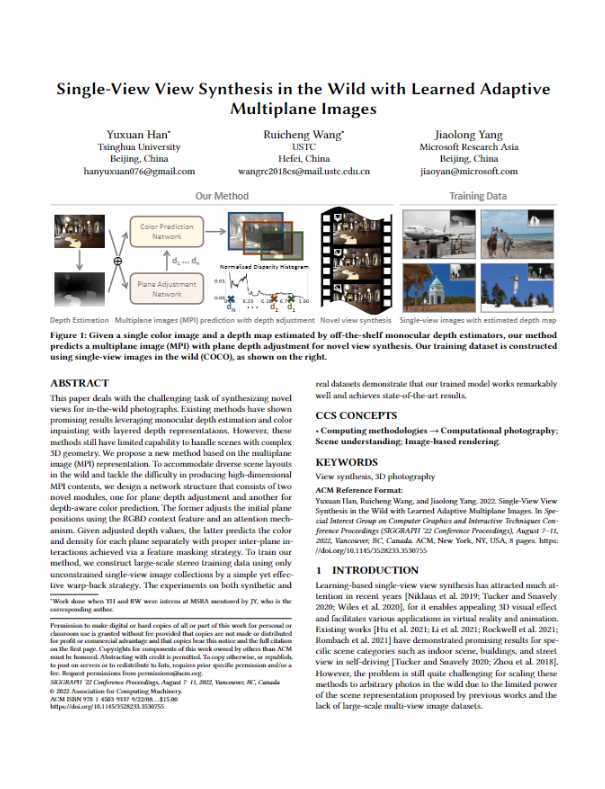 Single-View View Synthesis in the Wild with Learned Adaptive
Multiplane Images
Yuxuan Han*
Tsinghua University
Beijing, China
hanyuxuan076@gmail.com
Ruicheng Wang*
USTC
Hefei, China
wangrc2018cs@mail.ustc.edu.cn
Jiaolong Yang
Microsoft Research Asia
Beijing, China
jiaoyan@microsoft.com
Our Method
Training Data
Color Prediction
Network
d₁ ... dₙ
Plane Adjustment
Network
Normalized Disparity Histogram
Depth Estimation
Multiplane images (MPI) prediction with depth adjustment
Novel view synthesis
Single-view images with estimated depth map
Figure 1: Given a single color image and a depth map estimated by off-the-shelf monocular depth estimators, our method
predicts a multiplane image (MPI) with plane depth adjustment for novel view synthesis. Our training dataset is constructed
using single-view images in the wild (COCO), as shown on the right.
ABSTRACT
This paper deals with the challenging task of synthesizing novel
views for in-the-wild photographs. Existing methods have shown
promising results leveraging monocular depth estimation and color
inpainting with layered depth representations. However, these
methods still have limited capability to handle scenes with complex
3D geometry. We propose a new method based on the multiplane
image (MPI) representation. To accommodate diverse scene layouts
in the wild and tackle the difficulty in producing high-dimensional
MPI contents, we design a network structure that consists of two
novel modules, one for plane depth adjustment and another for
depth-aware color prediction. The former adjusts the initial plane
positions using the RGBD context feature and an attention mech-
anism. Given adjusted depth values, the latter predicts the color
and density for each plane separately with proper inter-plane in-
teractions achieved via a feature masking strategy. To train our
method, we construct large-scale stereo training data using only
unconstrained single-view image collections by a simple yet effec-
tive warp-back strategy. The experiments on both synthetic and
*Work done when YH and RW were interns at MSRA mentored by JY, who is the
corresponding author.
Permission to make digital or hard copies of all or part of this work for personal or
classroom use is granted without fee provided that copies are not made or distributed
for profit or commercial advantage and that copies bear this notice and the full citation
on the first page. Copyrights for components of this work owned by others than ACM
must be honored. Abstracting with credit is permitted. To copy otherwise, or republish,
to post on servers or to redistribute to lists, requires prior specific permission and/or a
fee. Request permissions from permissions@acm.org.
SIGGRAPH '22 Conference Proceedings, August 7–11, 2022, Vancouver, BC, Canada
© 2022 Association for Computing Machinery.
ACM ISBN 978-1-4503-9337-9/22/08...$15.00
https://doi.org/10.1145/3528233.3530755
real datasets demonstrate that our trained model works remarkably
well and achieves state-of-the-art results.
CCS CONCEPTS
• Computing methodologies → Computational photography;
Scene understanding; Image-based rendering.
KEYWORDS
View synthesis, 3D photography
ACM Reference Format:
Yuxuan Han, Ruicheng Wang, and Jiaolong Yang. 2022. Single-View View
Synthesis in the Wild with Learned Adaptive Multiplane Images. In Spe-
cial Interest Group on Computer Graphics and Interactive Techniques Con-
ference Proceedings (SIGGRAPH '22 Conference Proceedings), August 7–11,
2022, Vancouver, BC, Canada. ACM, New York, NY, USA, 8 pages. https:
//doi.org/10.1145/3528233.3530755
1 INTRODUCTION
Learning-based single-view view synthesis has attracted much at-
tention in recent years [Niklaus et al. 2019; Tucker and Snavely
2020; Wiles et al. 2020], for it enables appealing 3D visual effect
and facilitates various applications in virtual reality and animation.
Existing works [Hu et al. 2021; Li et al. 2021; Rockwell et al. 2021;
Rombach et al. 2021] have demonstrated promising results for spe-
cific scene categories such as indoor scene, buildings, and street
view in self-driving [Tucker and Snavely 2020; Zhou et al. 2018].
However, the problem is still quite challenging for scaling these
methods to arbitrary photos in the wild due to the limited power
of the scene representation proposed by previous works and the
lack of large-scale multi-view image datasets.